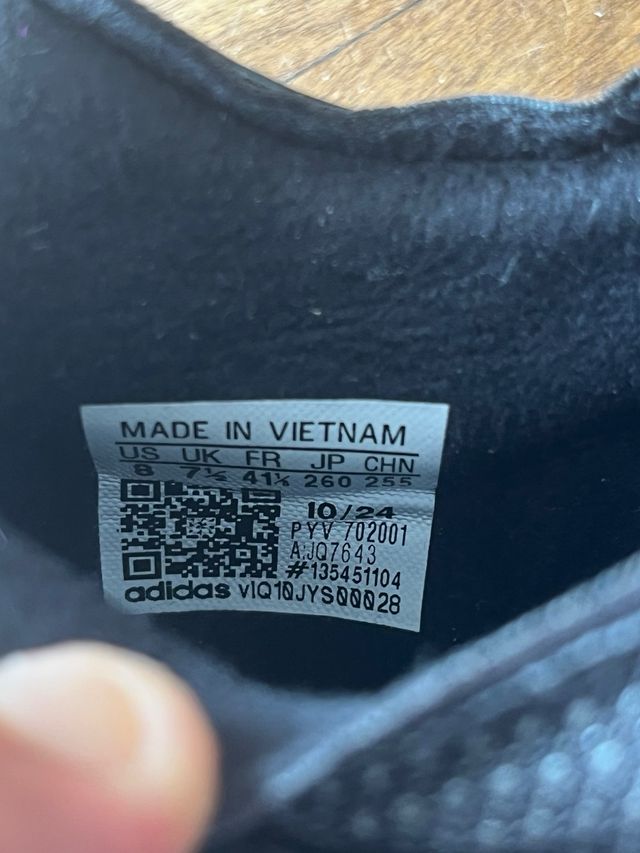 MADE IN VIETNAM
US UK FR JP CHN
8 7½ 41⅓ 260 255
10/24
PYV 702001
A:JQ7643
#135451104
adidas vIQ10JYS00028